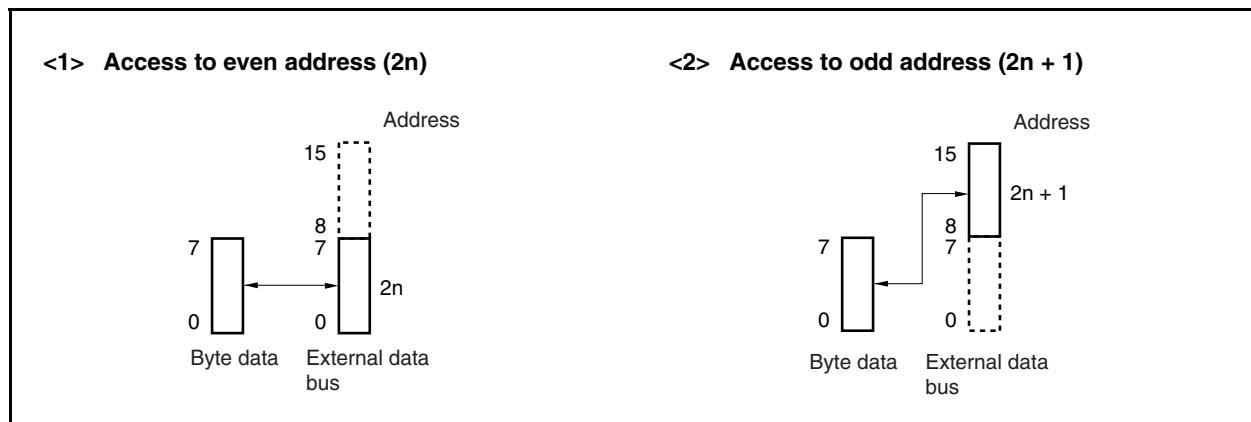 <1> Access to even address (2n)
Address
15
8
7
7
2n
0
0
Byte data
External data
bus
<2> Access to odd address (2n + 1)
Address
15
2n + 1
8
7
7
0
0
Byte data
External data
bus